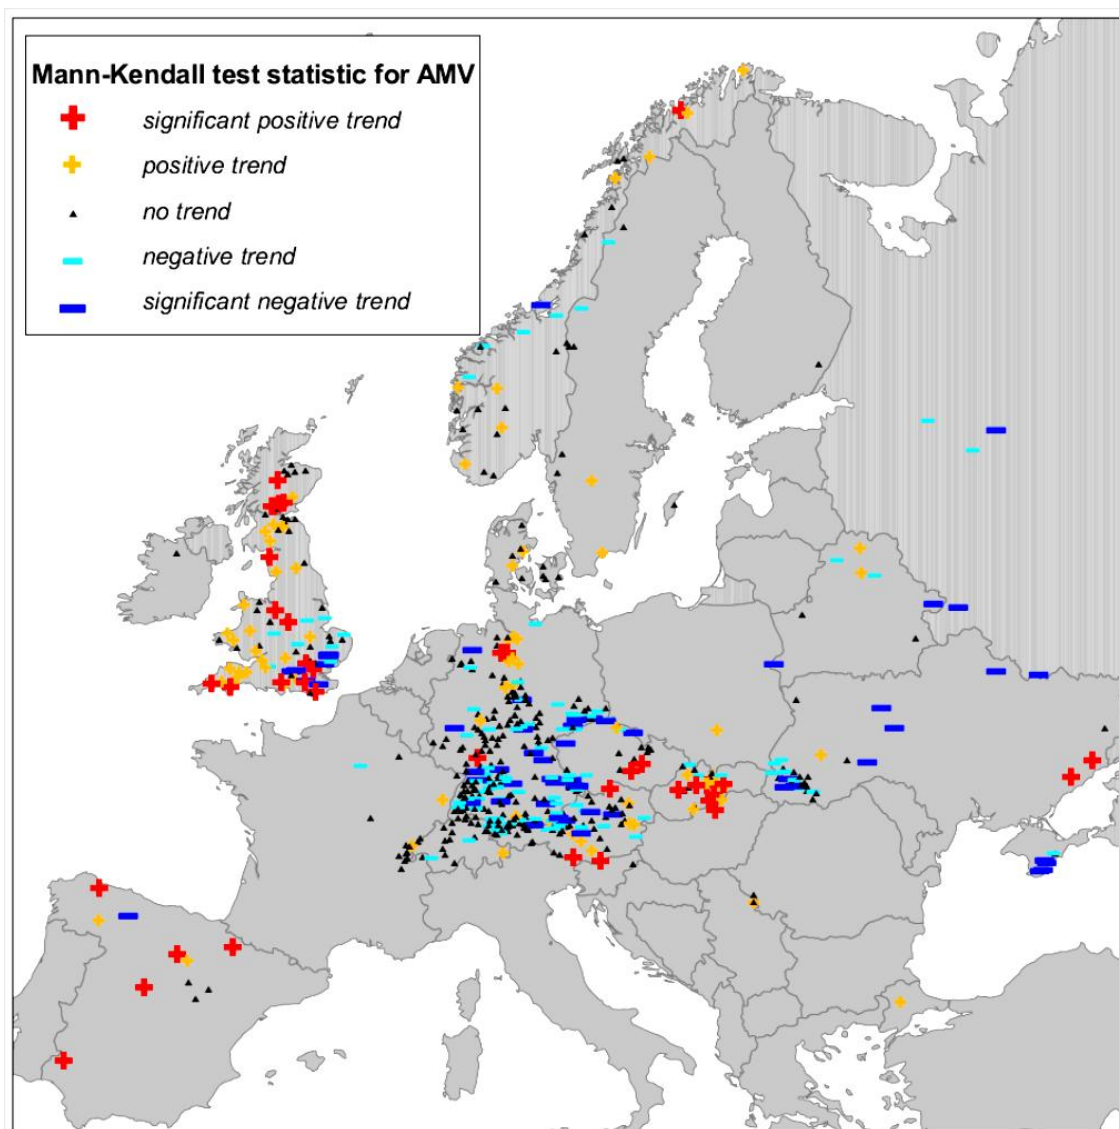 Mann-Kendall test statistic for AMV
significant positive trend
positive trend
no trend
negative trend
significant negative trend